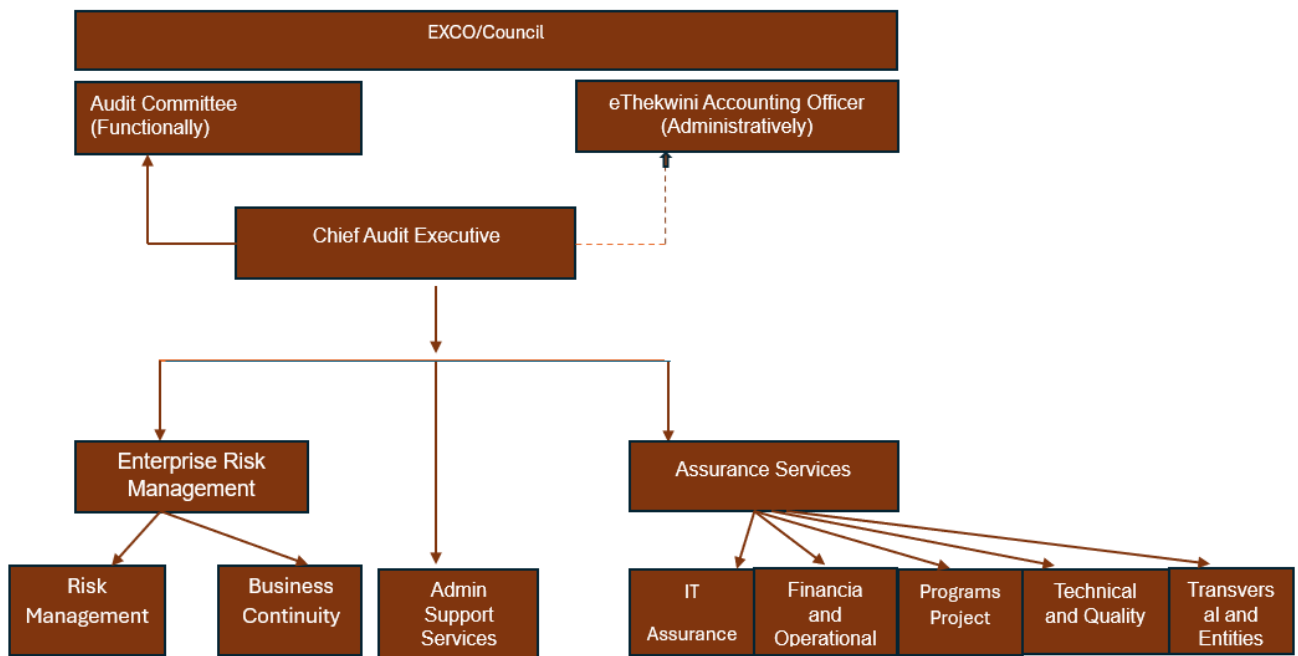 EXCO/Council
Audit Committee
(Functionally)
eThekwini Accounting Officer
(Administratively)
Chief Audit Executive
Enterprise Risk
Management
Assurance Services
Risk
Management
Business
Continuity
Admin
Support
Services
IT
Assurance
Financia
and
Operational
Programs
Project
Technical
and Quality
Transvers
al and
Entities